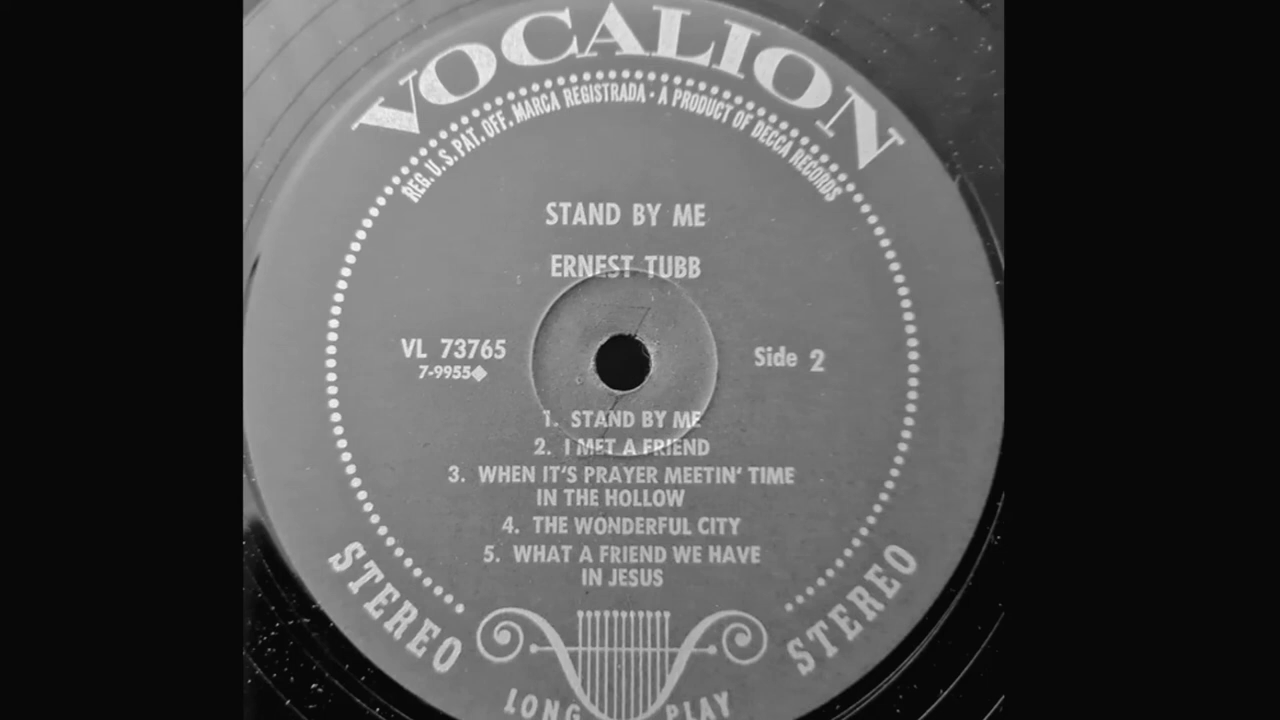 VOCALION
REG. U.S. PAT. OFF. MARCA REGISTRADA · A PRODUCT OF DECCA RECORDS
STAND BY ME
ERNEST TUBB
VL 73765
7-9955◆
Side 2
1. STAND BY ME
2. I MET A FRIEND
3. WHEN IT'S PRAYER MEETIN' TIME
IN THE HOLLOW
4. THE WONDERFUL CITY
5. WHAT A FRIEND WE HAVE
IN JESUS
STEREO
STEREO
LONG PLAY